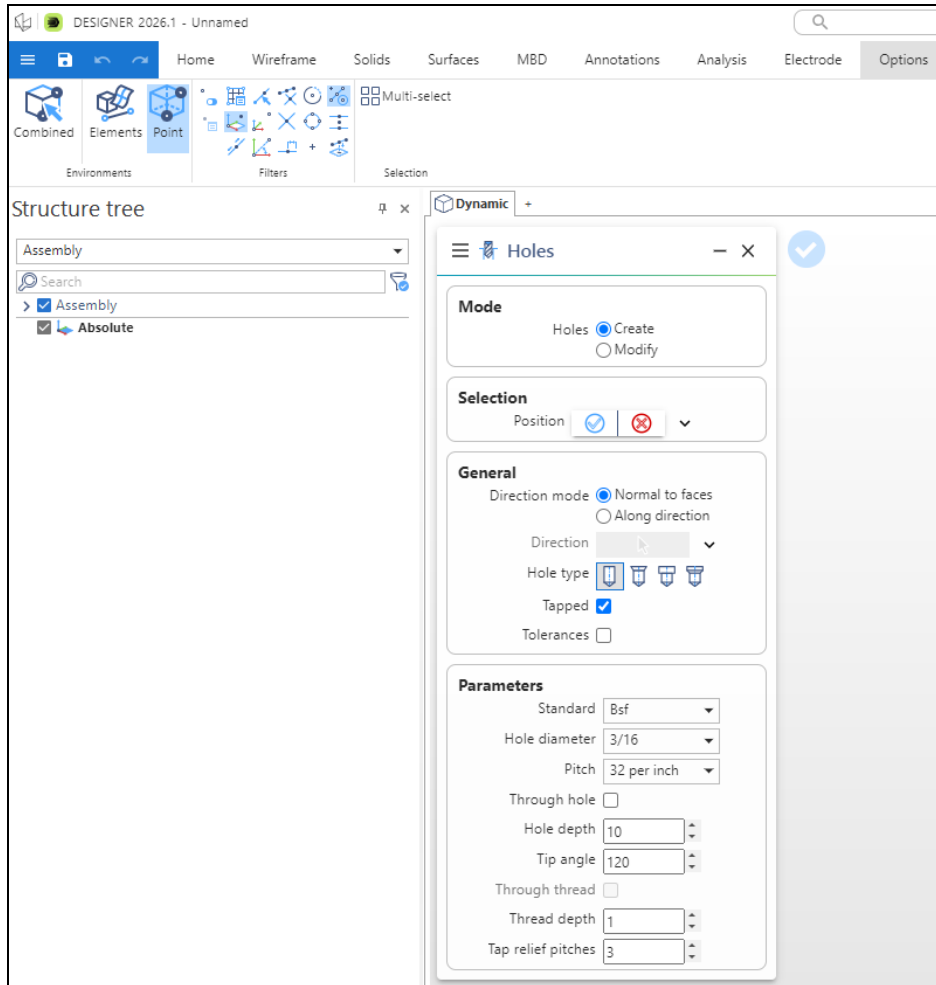 DESIGNER 2026.1 - Unnamed
Home Wireframe Solids Surfaces MBD Annotations Analysis Electrode Options
Multi-select
Combined Elements Point
Environments Filters Selection
Structure tree
Dynamic +
Assembly
Search
Assembly
Absolute
Holes
Mode
Holes Create
Modify
Selection
Position
General
Direction mode Normal to faces
Along direction
Direction
Hole type
Tapped
Tolerances
Parameters
Standard Bsf
Hole diameter 3/16
Pitch 32 per inch
Through hole
Hole depth 10
Tip angle 120
Through thread
Thread depth 1
Tap relief pitches 3